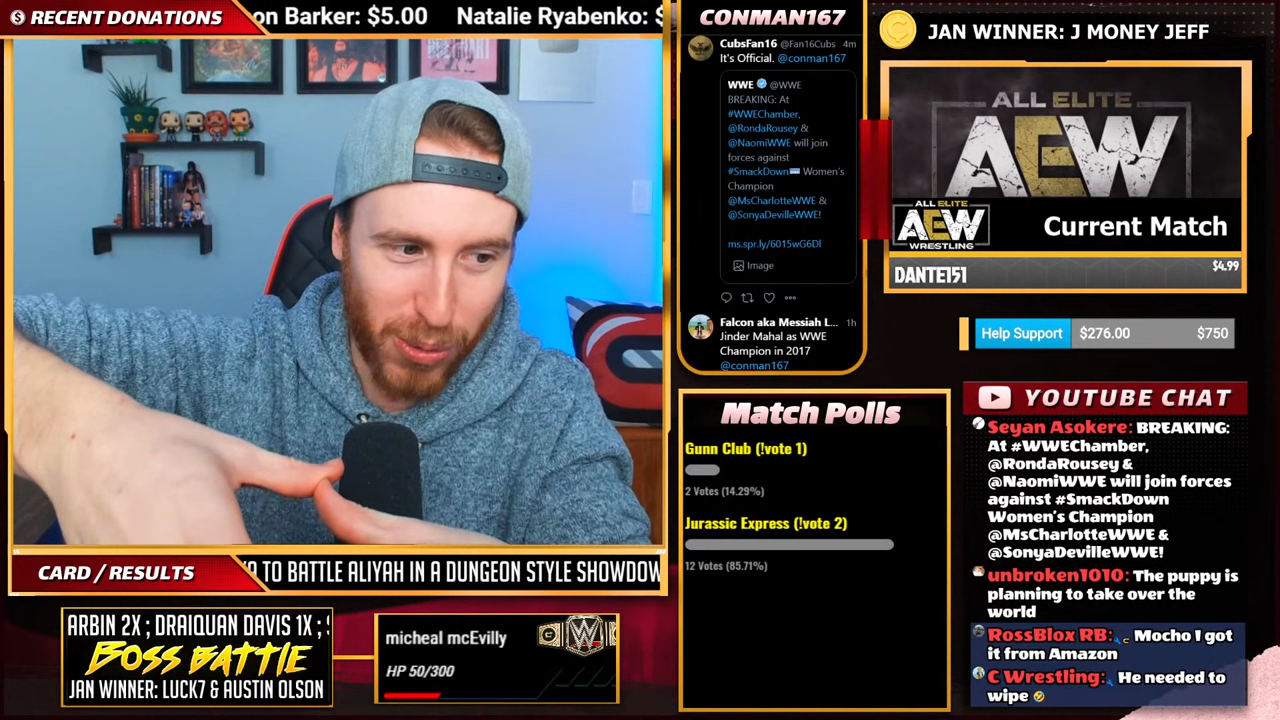 RECENT DONATIONS
on Barker: $5.00 Natalie Ryabenko: $
CONMAN167
CubsFan16 @Fan16Cubs 4m
It's Official. @conman167
WWE @WWE
BREAKING: At
#WWEChamber,
@RondaRousey &
@NaomiWWE will join
forces against
#SmackDown Women's
Champion
@MsCharlotteWWE &
@SonyaDevilleWWE!
ms.spr.ly/6015wG6Dl
Image
Falcon aka Messiah L... 1h
Jinder Mahal as WWE
Champion in 2017
@conman167
JAN WINNER: J MONEY JEFF
ALL ELITE
AEW
ALL ELITE
AEW
WRESTLING
Current Match
DANTE151
$4.99
Help Support $276.00 $750
Match Polls
Gunn Club (!vote 1)
2 Votes (14.29%)
Jurassic Express (!vote 2)
12 Votes (85.71%)
YOUTUBE CHAT
Seyan Asokere: BREAKING:
At #WWEChamber,
@RondaRousey &
@NaomiWWE will join forces
against #SmackDown
Women's Champion
@MsCharlotteWWE &
@SonyaDevilleWWE!
unbroken1010: The puppy is
planning to take over the
world
RossBlox RB: Mocho I got
it from Amazon
C Wrestling: He needed to
wipe 🤣
CARD / RESULTS
TO BATTLE ALIYAH IN A DUNGEON STYLE SHOWDOW
ARBIN 2X ; DRAIQUAN DAVIS 1X ;
BOSS BATTLE
JAN WINNER: LUCK7 & AUSTIN OLSON
micheal mcEvilly
HP 50/300